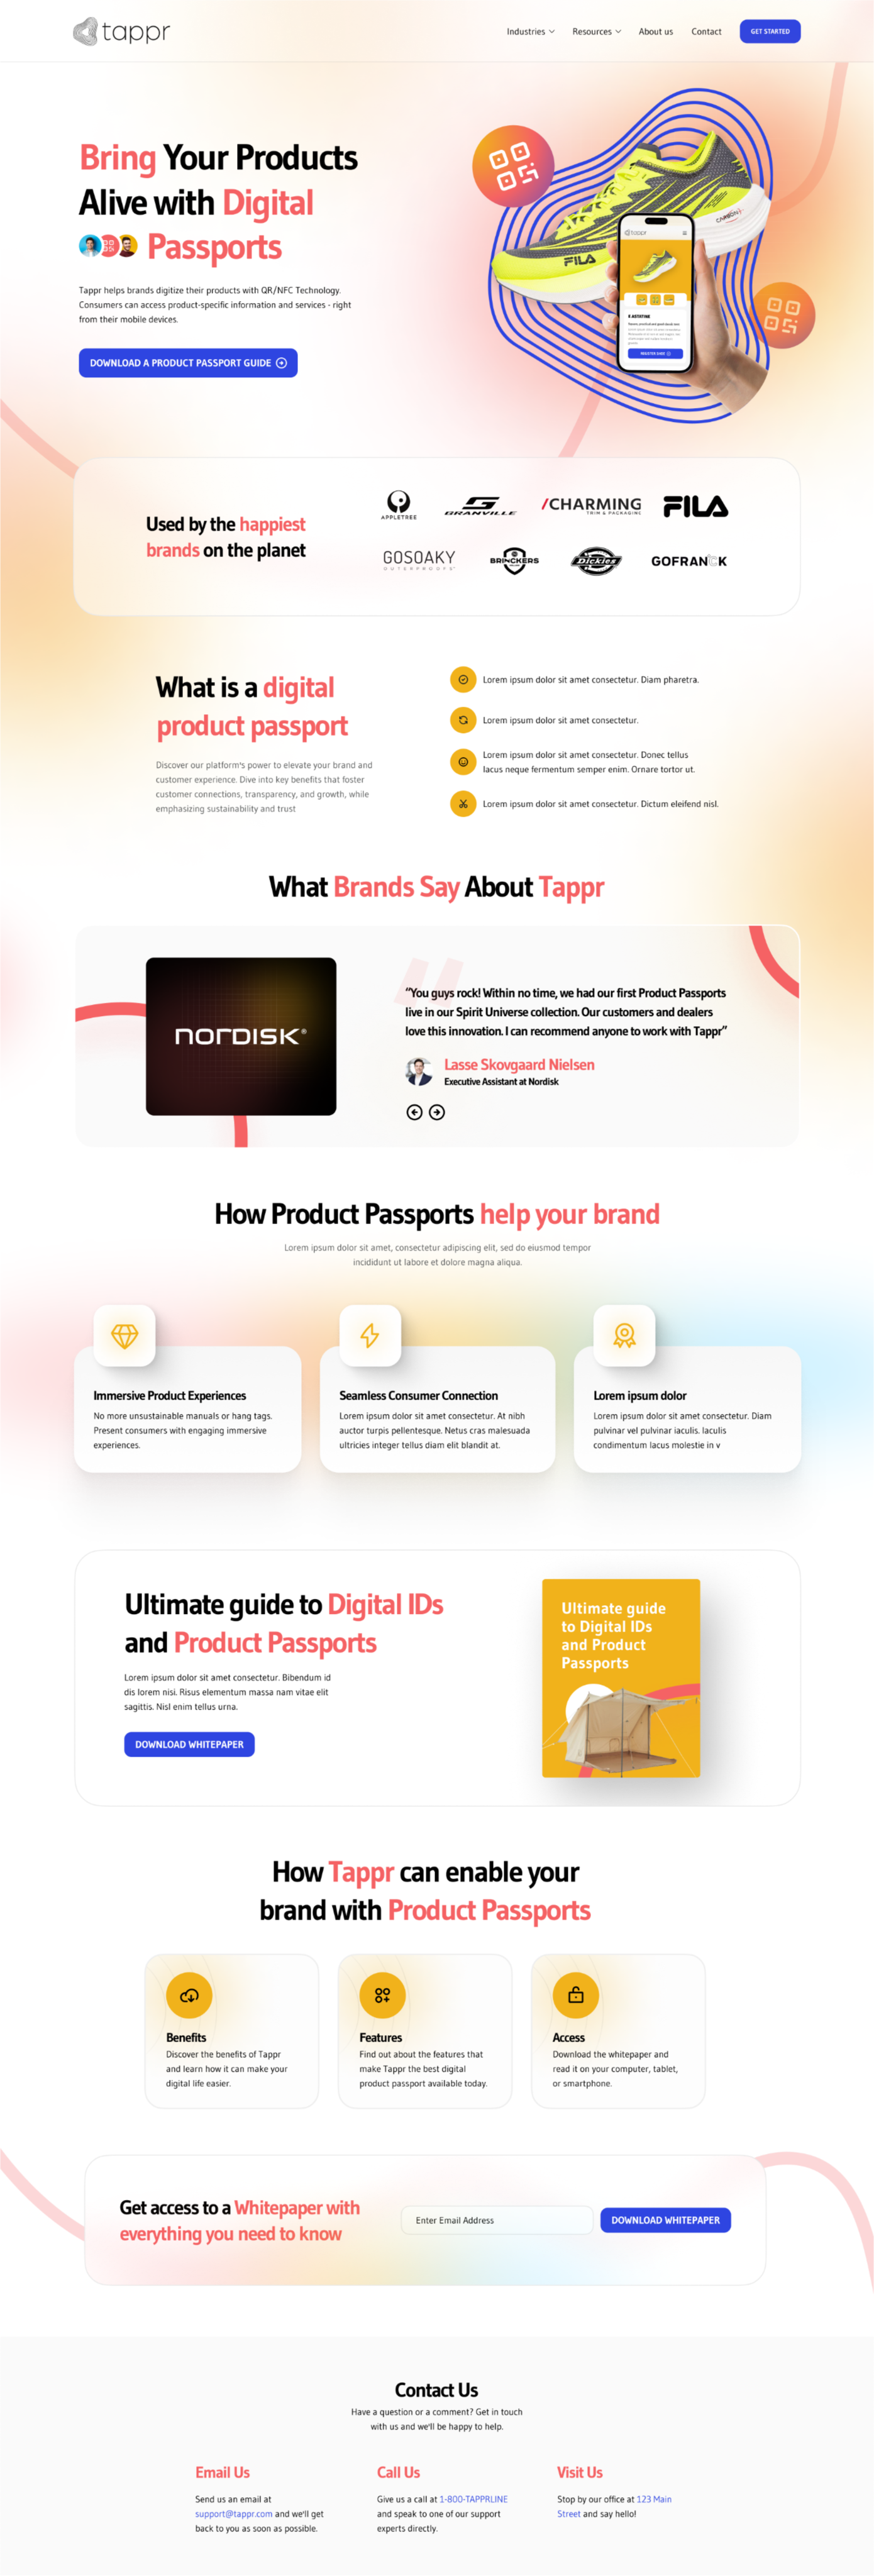 tappr
Industries
Resources
About us
Contact
GET STARTED
Bring Your Products
Alive with Digital
Passports
Tappr helps brands digitize their products with QR/NFC Technology.
Consumers can access product-specific information and services - right
from their mobile devices.
DOWNLOAD A PRODUCT PASSPORT GUIDE
FILA
CARBON
tappr
REGISTER SHOE
Used by the happiest
brands on the planet
APPLETREE
GRANVILLE
/CHARMING
TRIM & PACKAGING
FILA
GOSOAKY
OUTERPROOFS
BRINCKERS
Dickies
GOFRANCK
What is a digital
product passport
Discover our platform's power to elevate your brand and
customer experience. Dive into key benefits that foster
customer connections, transparency, and growth, while
emphasizing sustainability and trust
Lorem ipsum dolor sit amet consectetur. Diam pharetra.
Lorem ipsum dolor sit amet consectetur.
Lorem ipsum dolor sit amet consectetur. Donec tellus
lacus neque fermentum semper enim. Ornare tortor ut.
Lorem ipsum dolor sit amet consectetur. Dictum eleifend nisl.
What Brands Say About Tappr
NORDISK®
“You guys rock! Within no time, we had our first Product Passports
live in our Spirit Universe collection. Our customers and dealers
love this innovation. I can recommend anyone to work with Tappr”
Lasse Skovgaard Nielsen
Executive Assistant at Nordisk
How Product Passports help your brand
Lorem ipsum dolor sit amet, consectetur adipiscing elit, sed do eiusmod tempor
incididunt ut labore et dolore magna aliqua.
Immersive Product Experiences
No more unsustainable manuals or hang tags.
Present consumers with engaging immersive
experiences.
Seamless Consumer Connection
Lorem ipsum dolor sit amet consectetur. At nibh
auctor turpis pellentesque. Netus cras malesuada
ultricies integer tellus diam elit blandit at.
Lorem ipsum dolor
Lorem ipsum dolor sit amet consectetur. Diam
pulvinar vel pulvinar iaculis. Iaculis
condimentum lacus molestie in v
Ultimate guide to Digital IDs
and Product Passports
Lorem ipsum dolor sit amet consectetur. Bibendum id
dis lorem nisi. Risus elementum massa nam vitae elit
sagittis. Nisl enim tellus urna.
DOWNLOAD WHITEPAPER
Ultimate guide
to Digital IDs
and Product
Passports
How Tappr can enable your
brand with Product Passports
Benefits
Discover the benefits of Tappr
and learn how it can make your
digital life easier.
Features
Find out about the features that
make Tappr the best digital
product passport available today.
Access
Download the whitepaper and
read it on your computer, tablet,
or smartphone.
Get access to a Whitepaper with
everything you need to know
Enter Email Address
DOWNLOAD WHITEPAPER
Contact Us
Have a question or a comment? Get in touch
with us and we'll be happy to help.
Email Us
Send us an email at
support@tappr.com and we'll get
back to you as soon as possible.
Call Us
Give us a call at 1-800-TAPPRLINE
and speak to one of our support
experts directly.
Visit Us
Stop by our office at 123 Main
Street and say hello!